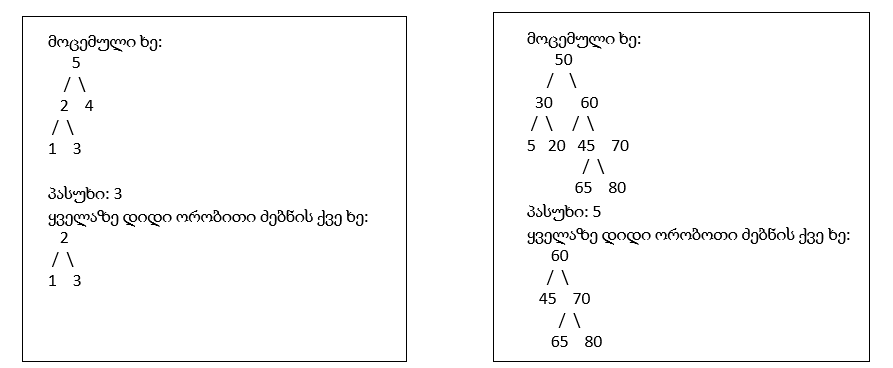 მოცემული ხე:
5
/ \
2 4
/ \
1 3
პასუხი: 3
ყველაზე დიდი ორობითი ძებნის ქვე ხე:
2
/ \
1 3
მოცემული ხე:
50
/ \
30 60
/ \ / \
5 20 45 70
/ \
65 80
პასუხი: 5
ყველაზე დიდი ორობოთი ძებნის ქვე ხე:
60
/ \
45 70
/ \
65 80